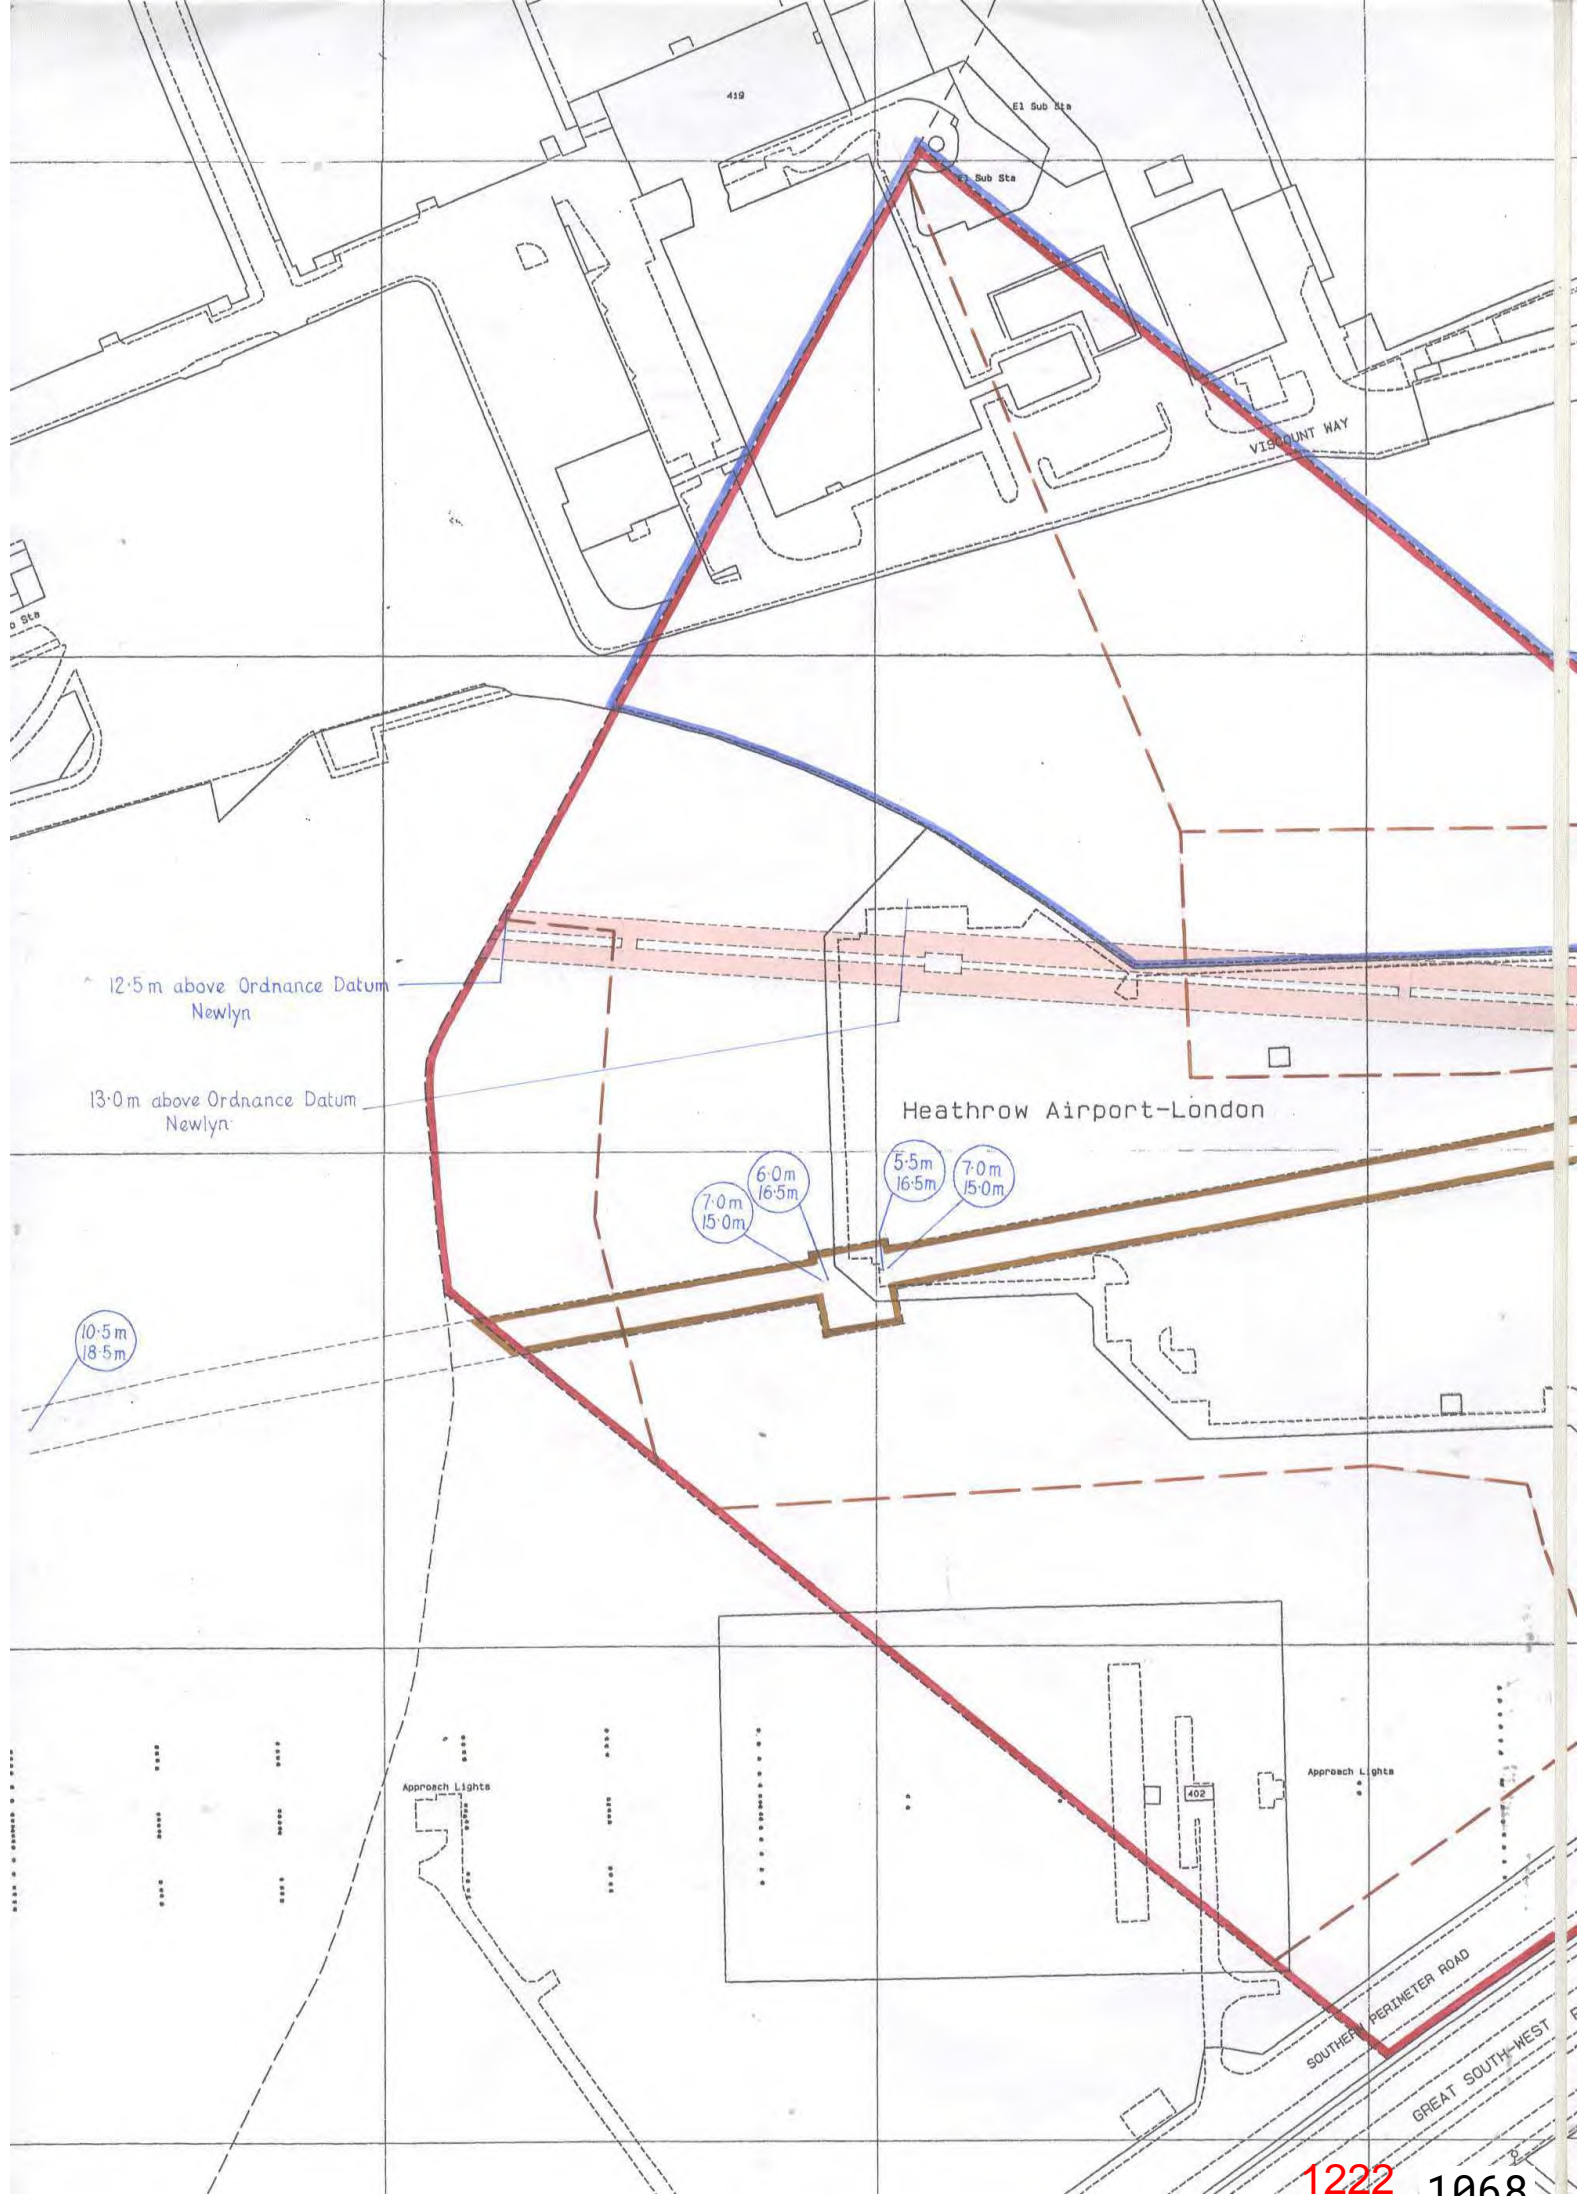 419
El Sub Sta
El Sub Sta
VISCOUNT WAY
Sta
12·5m above Ordnance Datum
Newlyn
13·0m above Ordnance Datum
Newlyn
Heathrow Airport-London
6·0m
16·5m
5·5m
16·5m
7·0m
15·0m
7·0m
15·0m
10·5m
18·5m
Approach Lights
Approach Lights
402
SOUTHERN PERIMETER ROAD
GREAT SOUTH-WEST
1222
1068